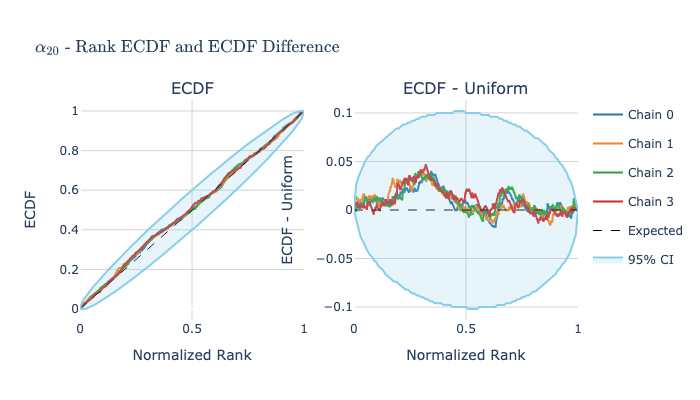 α₂₀ - Rank ECDF and ECDF Difference
ECDF
ECDF - Uniform
1
0.8
0.6
0.4
0.2
0
ECDF
0
0.5
1
Normalized Rank
0.1
0.05
0
−0.05
−0.1
ECDF - Uniform
0
0.5
1
Normalized Rank
Chain 0
Chain 1
Chain 2
Chain 3
Expected
95% CI